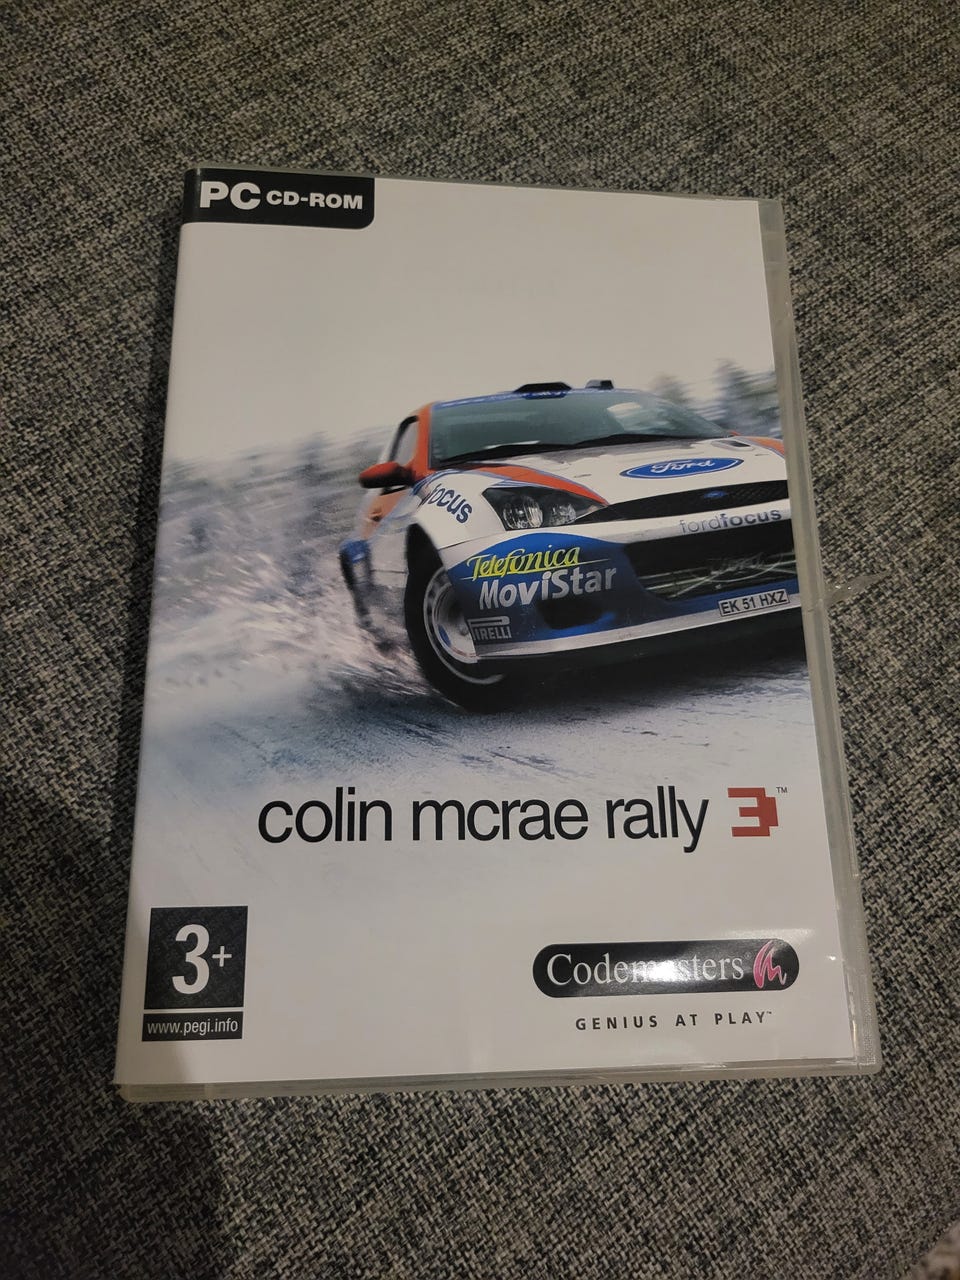 PC CD-ROM
Ford
focus
fordfocus
Telefonica
MoviStar
EK 51 HXZ
PIRELLI
colin mcrae rally 3™
3+
www.pegi.info
Codemasters
GENIUS AT PLAY™